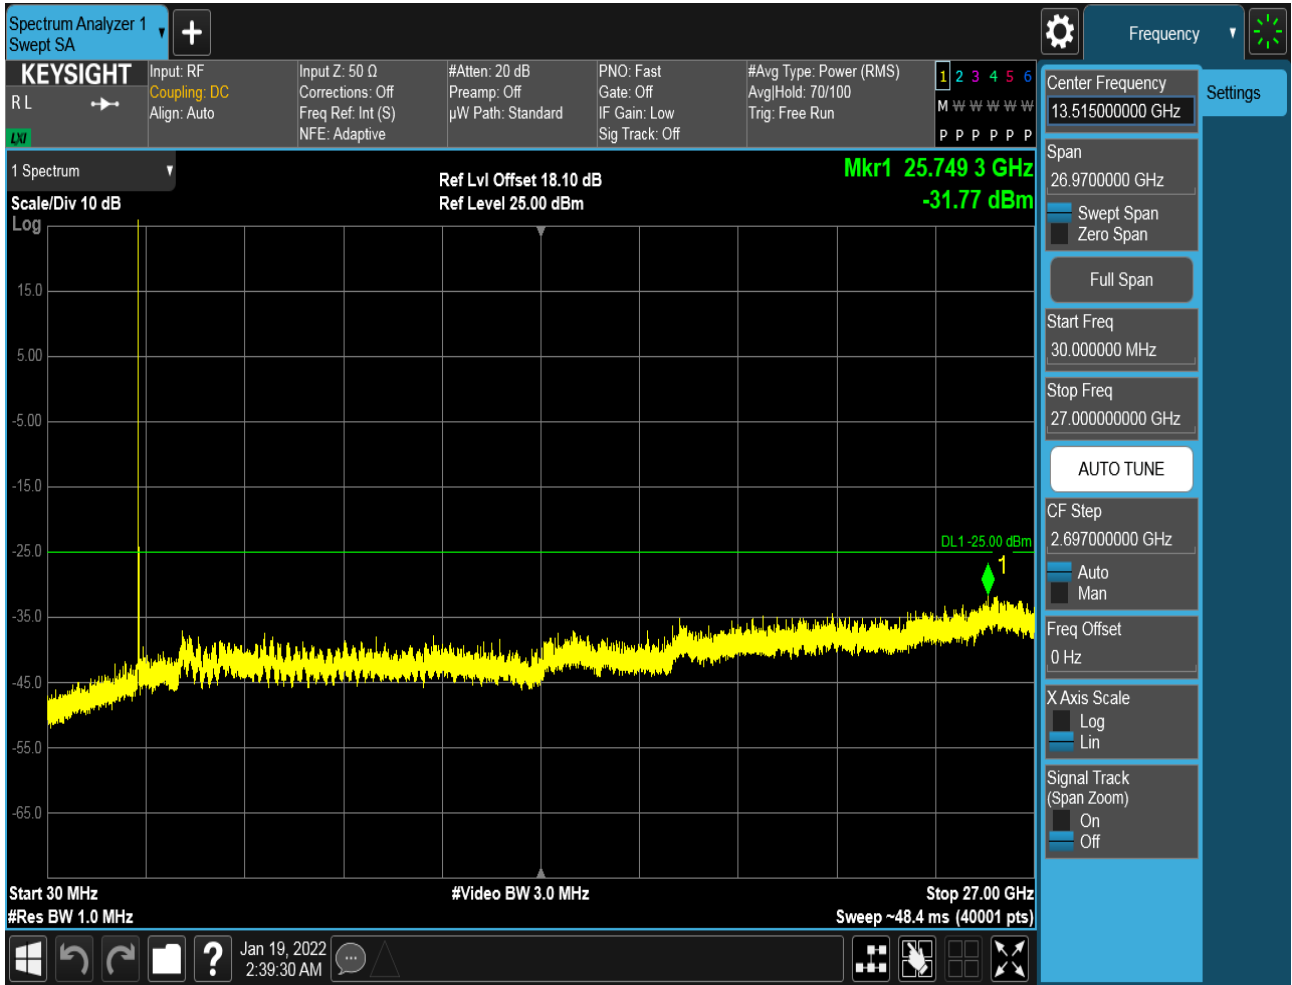 Spectrum Analyzer 1
Swept SA
Frequency
KEYSIGHT
R L
LXI
Input: RF
Coupling: DC
Align: Auto
Input Z: 50 Ω
Corrections: Off
Freq Ref: Int (S)
NFE: Adaptive
#Atten: 20 dB
Preamp: Off
µW Path: Standard
PNO: Fast
Gate: Off
IF Gain: Low
Sig Track: Off
#Avg Type: Power (RMS)
Avg|Hold: 70/100
Trig: Free Run
1 2 3 4 5 6
M W W W W W
P P P P P P
1 Spectrum
Scale/Div 10 dB
Log
Ref Lvl Offset 18.10 dB
Ref Level 25.00 dBm
Mkr1 25.749 3 GHz
-31.77 dBm
15.0
5.00
-5.00
-15.0
-25.0
-35.0
-45.0
-55.0
-65.0
DL1 -25.00 dBm
1
Start 30 MHz
#Res BW 1.0 MHz
#Video BW 3.0 MHz
Stop 27.00 GHz
Sweep ~48.4 ms (40001 pts)
Center Frequency
13.515000000 GHz
Settings
Span
26.9700000 GHz
Swept Span
Zero Span
Full Span
Start Freq
30.000000 MHz
Stop Freq
27.000000000 GHz
AUTO TUNE
CF Step
2.697000000 GHz
Auto
Man
Freq Offset
0 Hz
X Axis Scale
Log
Lin
Signal Track
(Span Zoom)
On
Off
Jan 19, 2022
2:39:30 AM